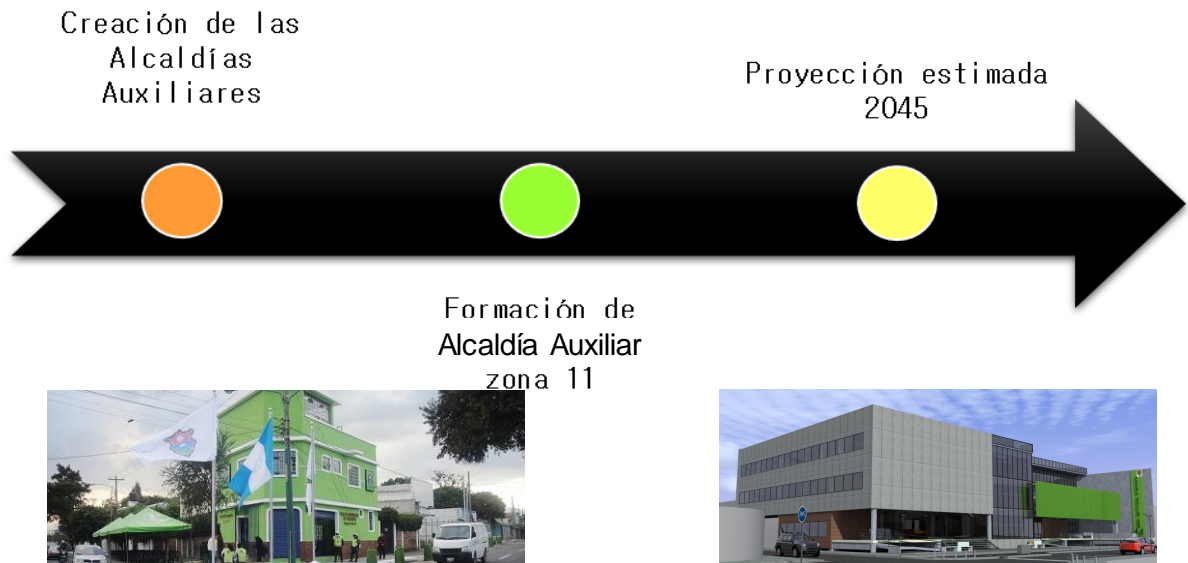 Creación de las
Alcaldías
Auxiliares
Proyección estimada
2045
Formación de
Alcaldía Auxiliar
zona 11